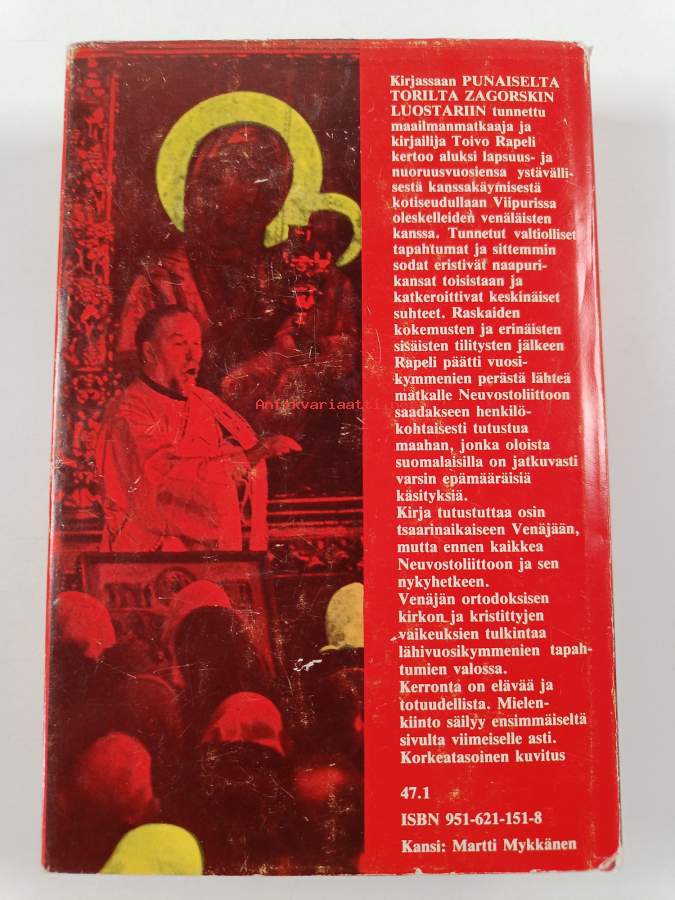 Kirjassaan PUNAISELTA
TORILTA ZAGORSKIN
LUOSTARIIN tunnettu
maailmanmatkaaja ja
kirjailija Toivo Rapeli
kertoo aluksi lapsuus- ja
nuoruusvuosiensa ystävälli-
sestä kanssakäymisestä
kotiseudullaan Viipurissa
oleskelleiden venäläisten
kanssa. Tunnetut valtiolliset
tapahtumat ja sittemmin
sodat eristivät naapuri-
kansat toisistaan ja
katkeroittivat keskinäiset
suhteet. Raskaiden
kokemusten ja erinäisten
sisäisten tilitysten jälkeen
Rapeli päätti vuosi-
kymmenien perästä lähteä
matkalle Neuvostoliittoon
saadakseen henkilö-
kohtaisesti tutustua
maahan, jonka oloista
suomalaisilla on jatkuvasti
varsin epämääräisiä
käsityksiä.
Kirja tutustuttaa osin
tsaarinaikaiseen Venäjään,
mutta ennen kaikkea
Neuvostoliittoon ja sen
nykyhetkeen.
Venäjän ortodoksisen
kirkon ja kristittyjen
vaikeuksien tulkintaa
lähivuosikymmenien tapah-
tumien valossa.
Kerronta on elävää ja
totuudellista. Mielen-
kiinto säilyy ensimmäiseltä
sivulta viimeiselle asti.
Korkeatasoinen kuvitus
47.1
ISBN 951-621-151-8
Kansi: Martti Mykkänen